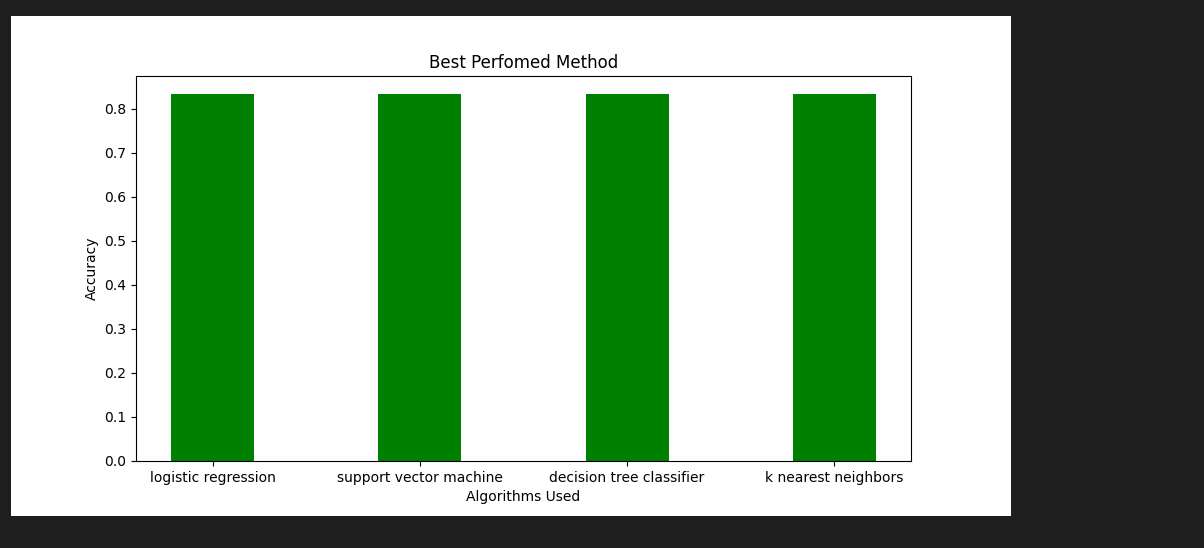 Best Perfomed Method
Accuracy
0.8
0.7
0.6
0.5
0.4
0.3
0.2
0.1
0.0
logistic regression
support vector machine
decision tree classifier
k nearest neighbors
Algorithms Used